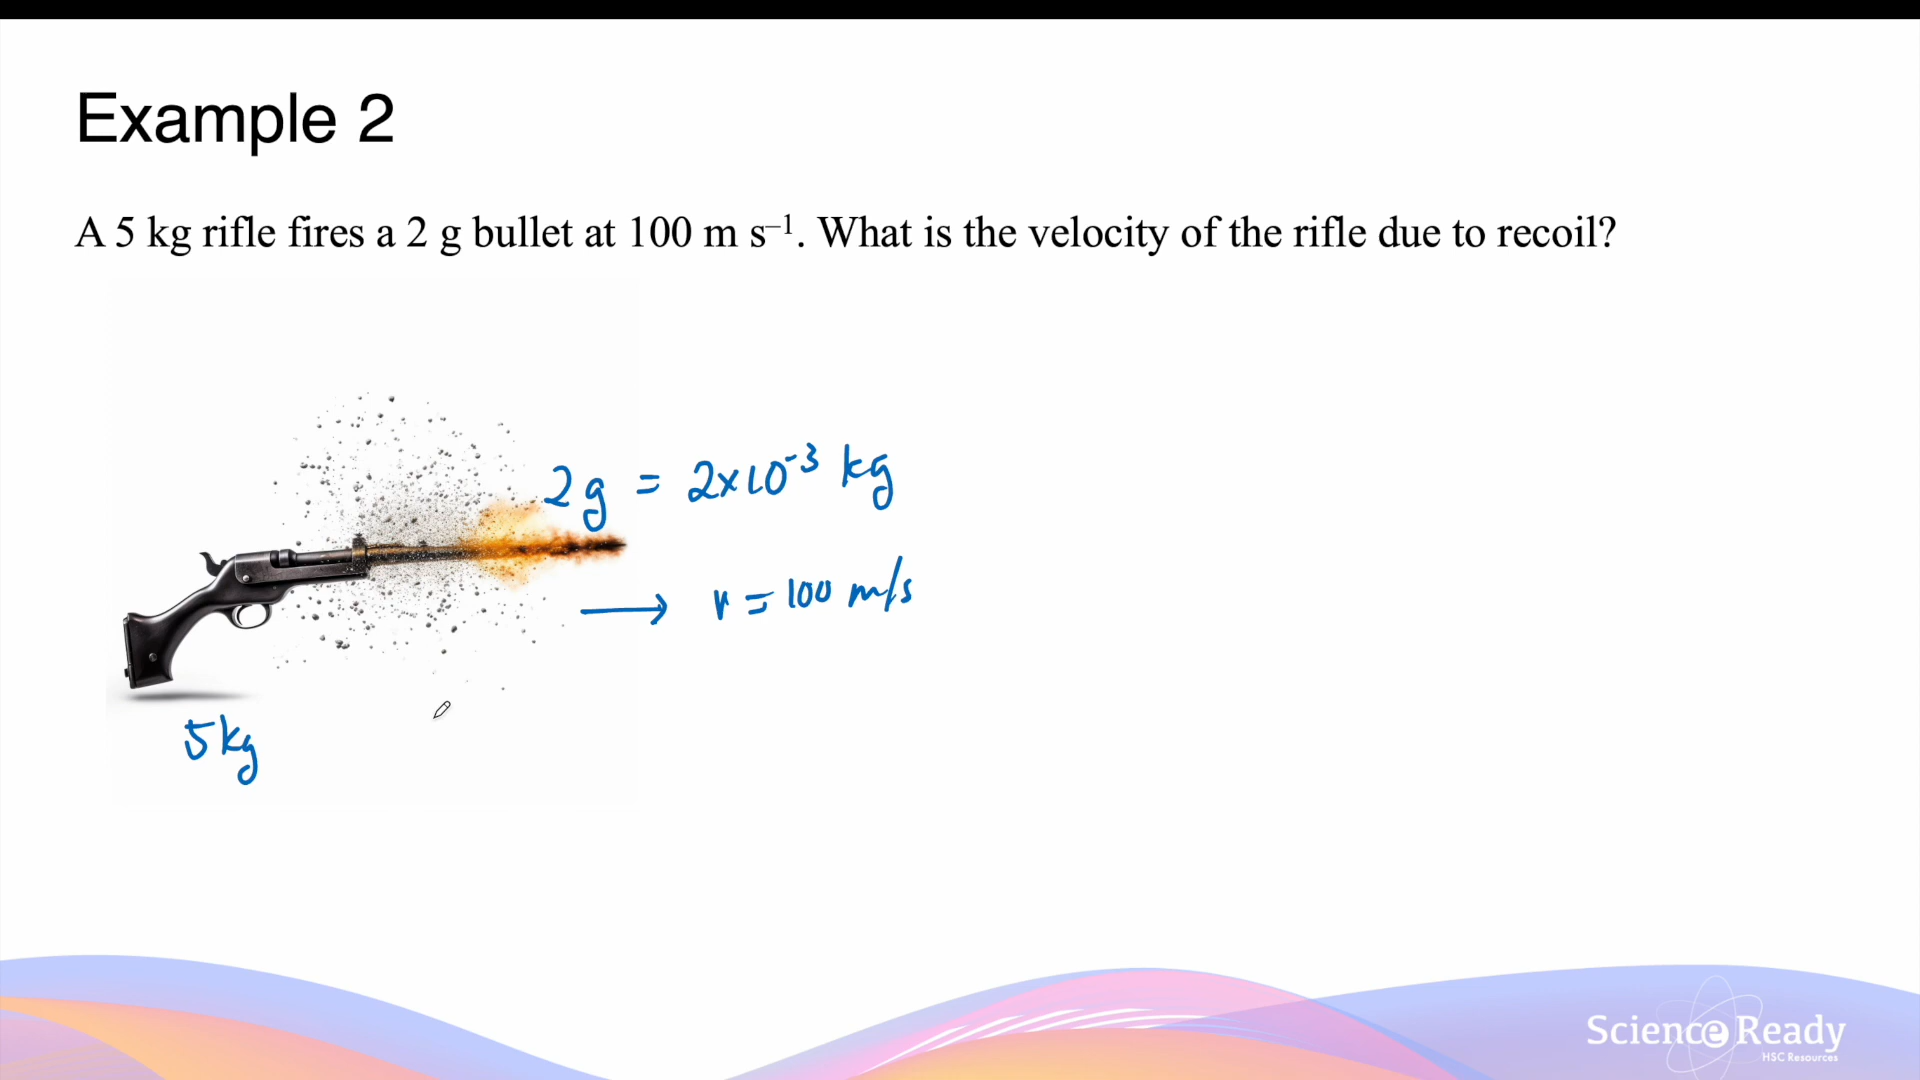 Example 2
A 5 kg rifle fires a 2 g bullet at 100 m s⁻¹. What is the velocity of the rifle due to recoil?
2g = 2×10⁻³ kg
v = 100 m/s
5kg
Science Ready
HSC Resources